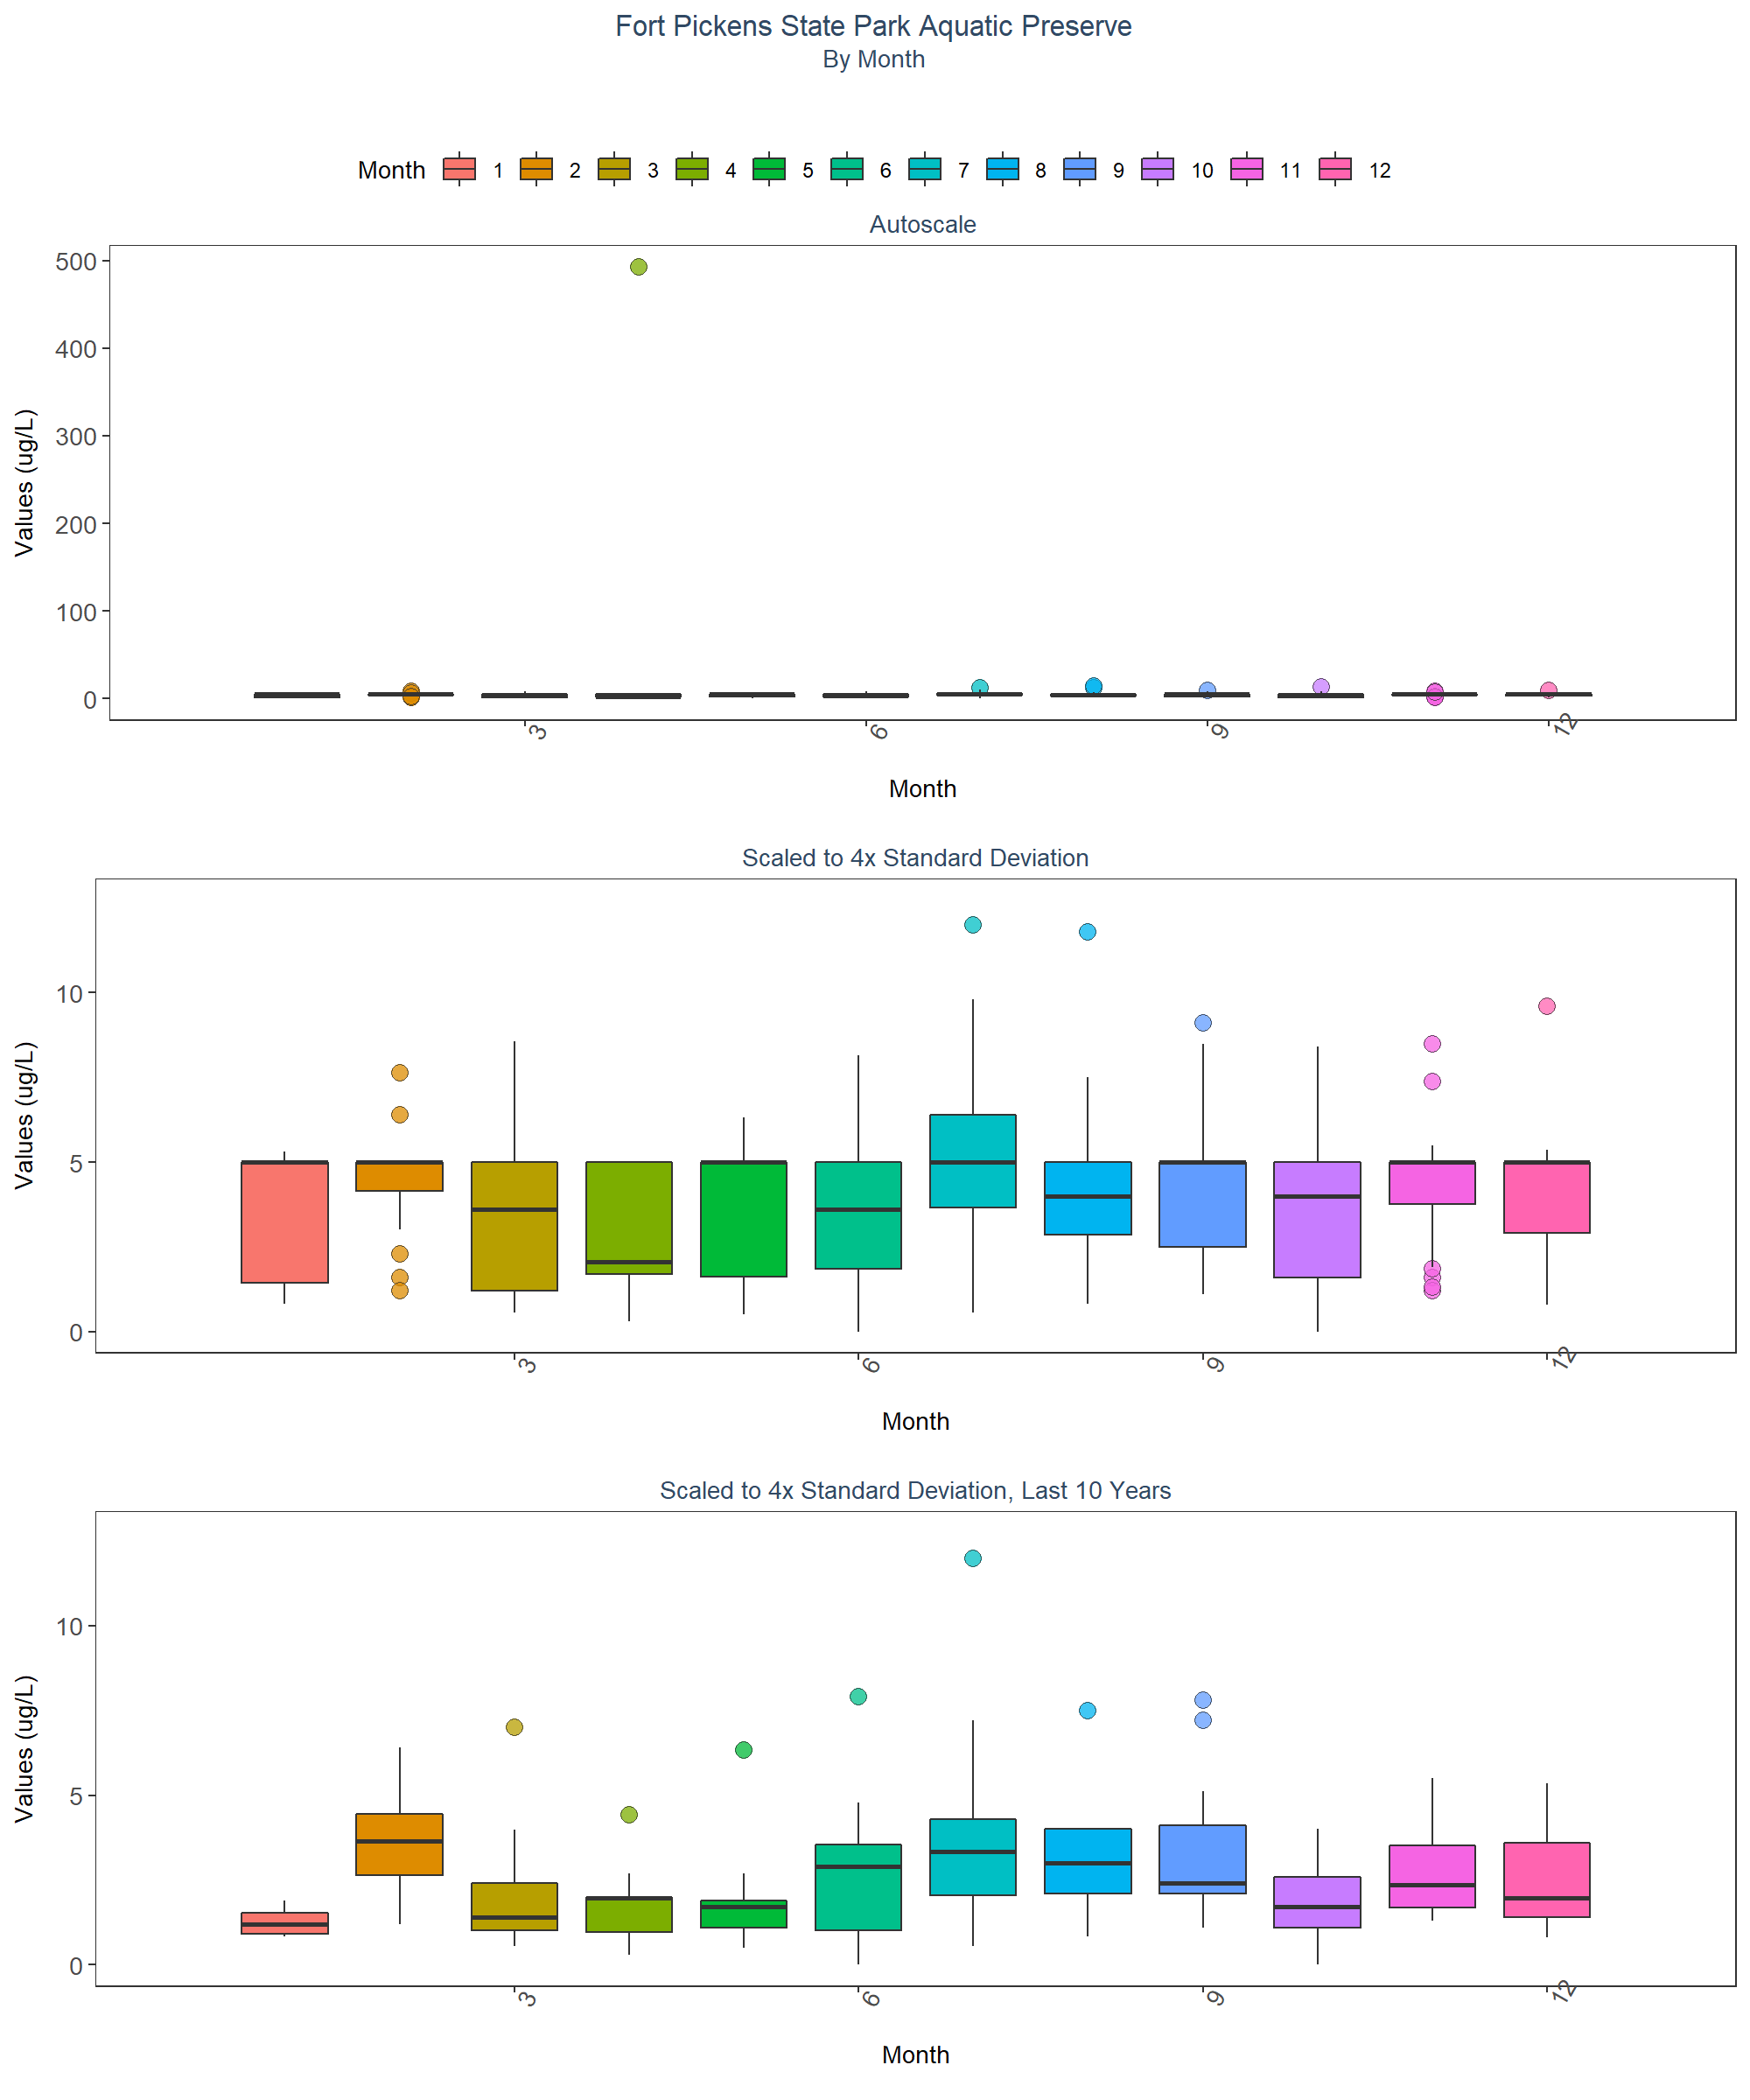 Fort Pickens State Park Aquatic Preserve
By Month
Month 1 2 3 4 5 6 7 8 9 10 11 12
Autoscale
Values (ug/L)
500
400
300
200
100
0
3 6 9 12
Month
Scaled to 4x Standard Deviation
Values (ug/L)
10
5
0
3 6 9 12
Month
Scaled to 4x Standard Deviation, Last 10 Years
Values (ug/L)
10
5
0
3 6 9 12
Month